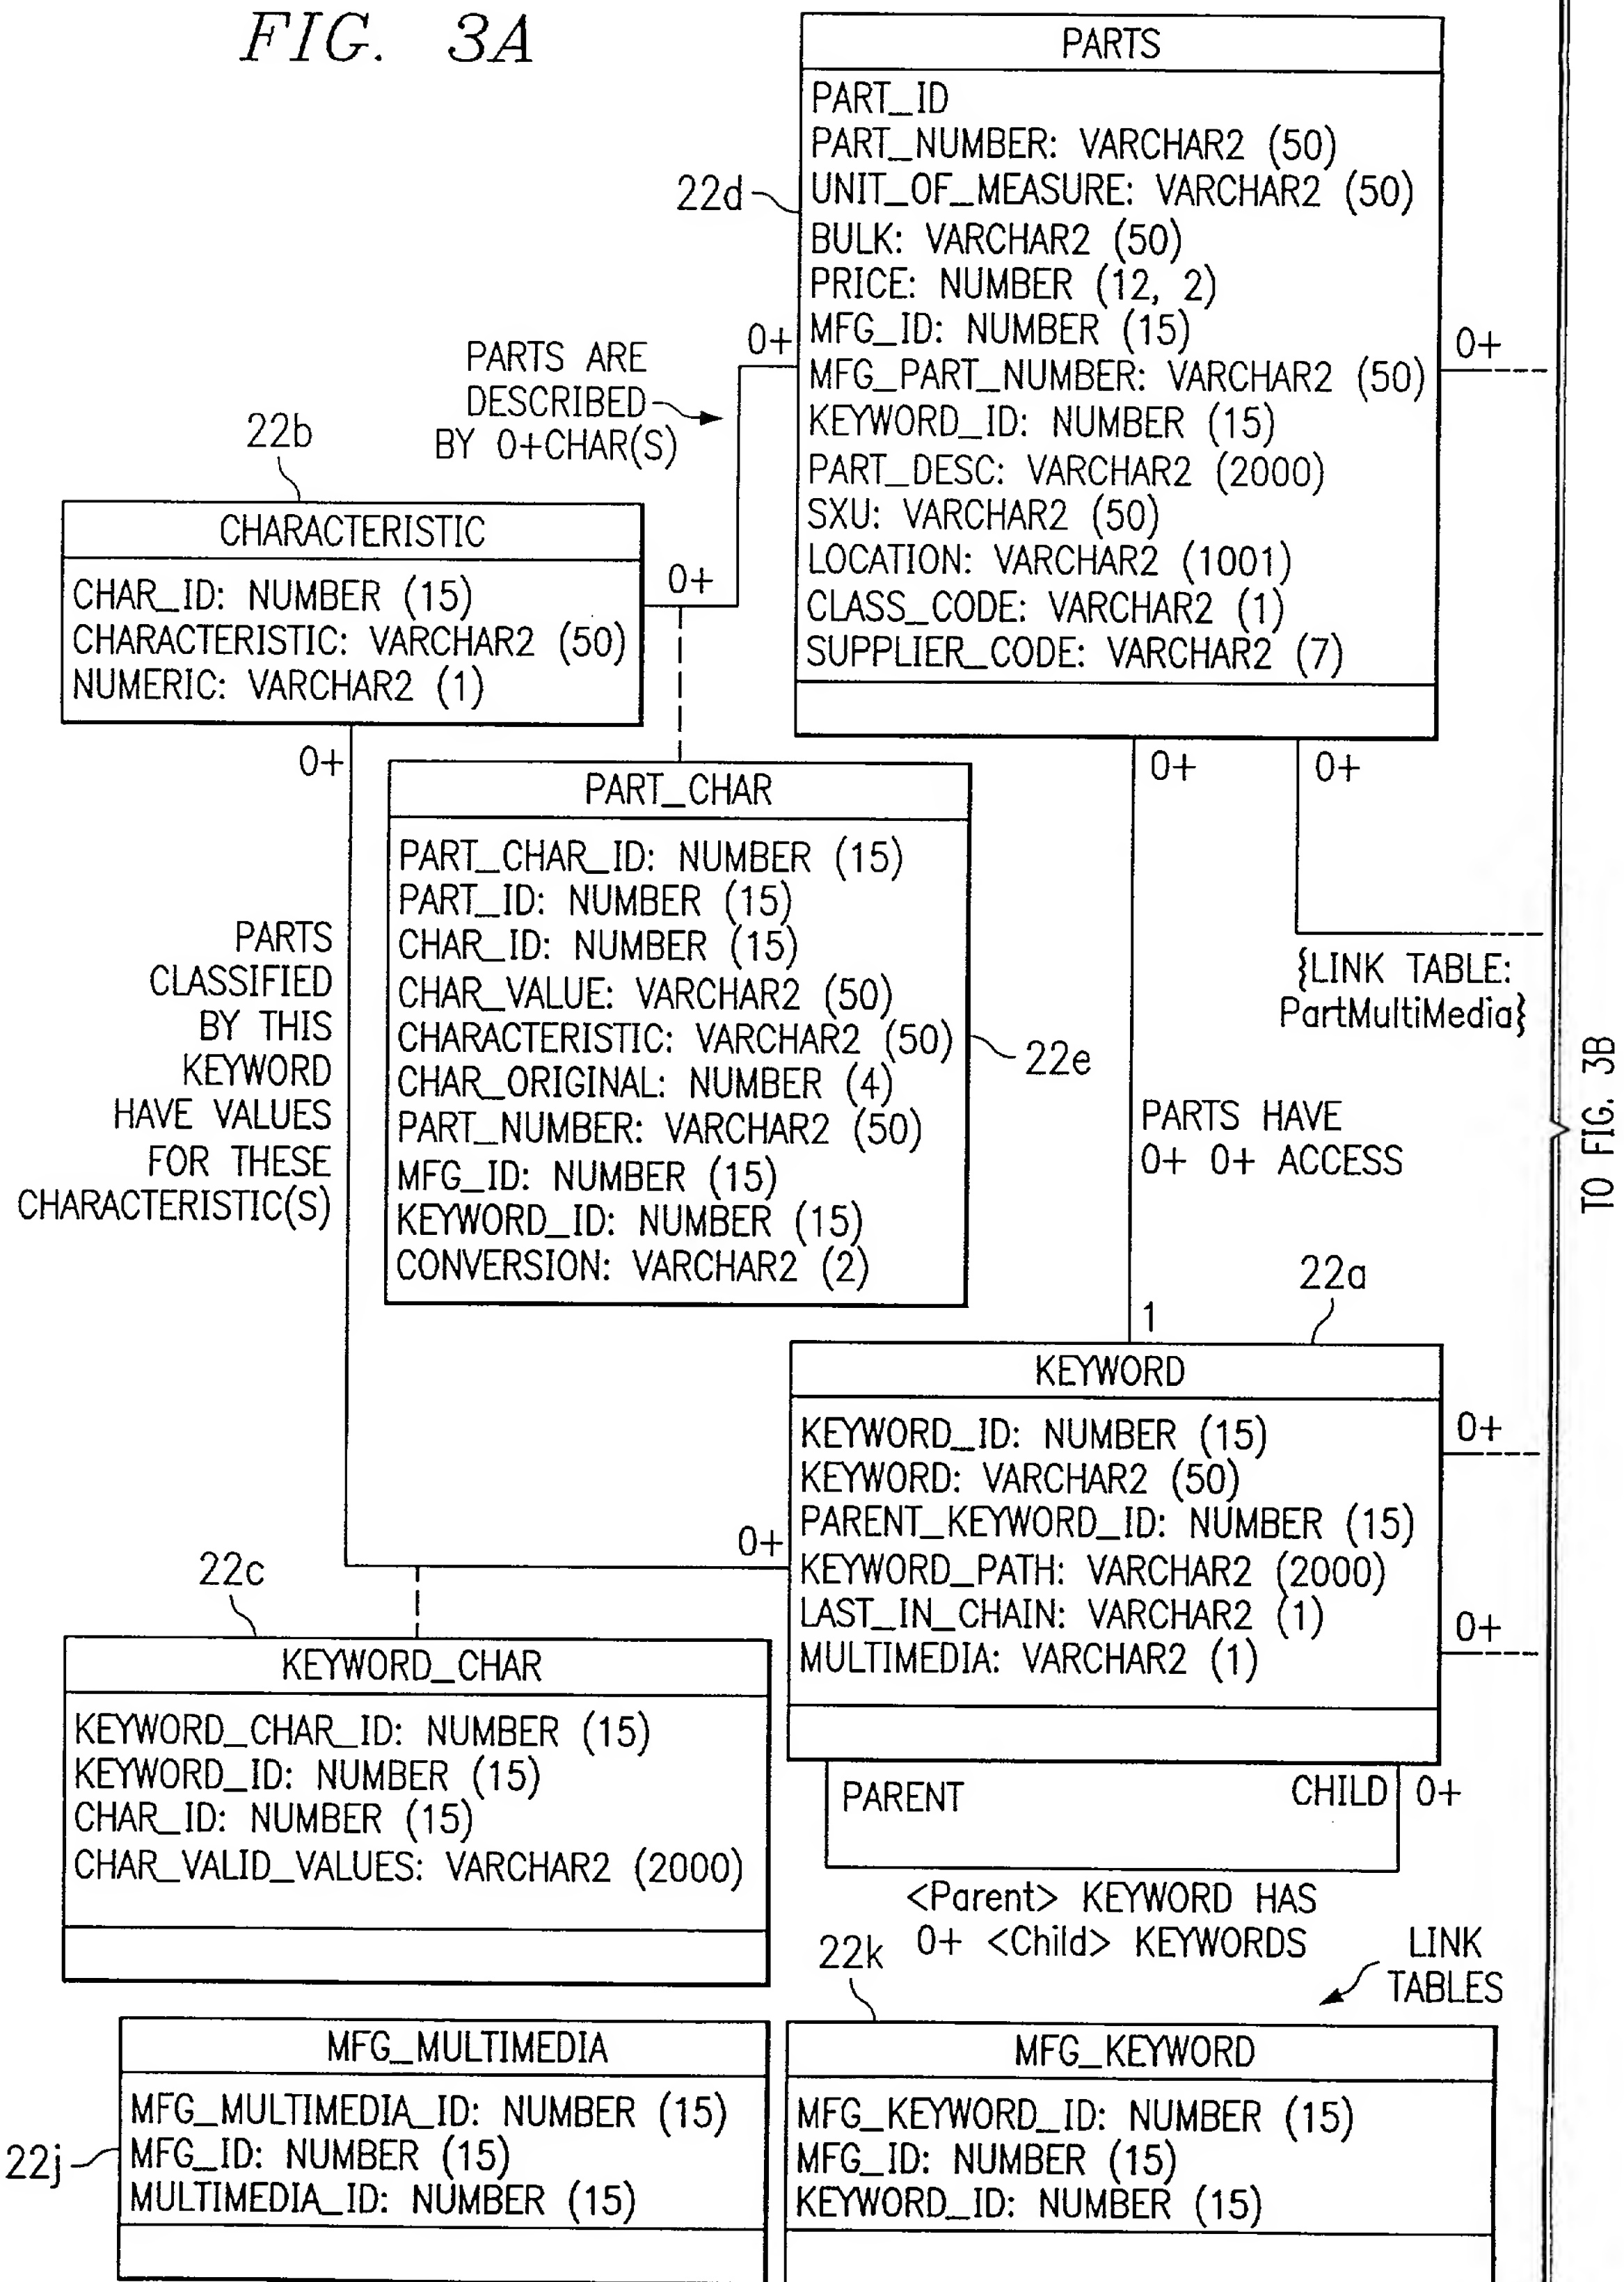 FIG. 3A
PARTS
PART_ID
PART_NUMBER: VARCHAR2 (50)
UNIT_OF_MEASURE: VARCHAR2 (50)
BULK: VARCHAR2 (50)
PRICE: NUMBER (12, 2)
MFG_ID: NUMBER (15)
MFG_PART_NUMBER: VARCHAR2 (50)
KEYWORD_ID: NUMBER (15)
PART_DESC: VARCHAR2 (2000)
SXU: VARCHAR2 (50)
LOCATION: VARCHAR2 (1001)
CLASS_CODE: VARCHAR2 (1)
SUPPLIER_CODE: VARCHAR2 (7)
22d
0+
0+
PARTS ARE
DESCRIBED
BY 0+CHAR(S)
22b
CHARACTERISTIC
CHAR_ID: NUMBER (15)
CHARACTERISTIC: VARCHAR2 (50)
NUMERIC: VARCHAR2 (1)
0+
0+
0+
0+
PART_CHAR
PART_CHAR_ID: NUMBER (15)
PART_ID: NUMBER (15)
CHAR_ID: NUMBER (15)
CHAR_VALUE: VARCHAR2 (50)
CHARACTERISTIC: VARCHAR2 (50)
CHAR_ORIGINAL: NUMBER (4)
PART_NUMBER: VARCHAR2 (50)
MFG_ID: NUMBER (15)
KEYWORD_ID: NUMBER (15)
CONVERSION: VARCHAR2 (2)
22e
PARTS
CLASSIFIED
BY THIS
KEYWORD
HAVE VALUES
FOR THESE
CHARACTERISTIC(S)
{LINK TABLE:
PartMultiMedia}
PARTS HAVE
0+ 0+ ACCESS
TO FIG. 3B
1
22a
KEYWORD
KEYWORD_ID: NUMBER (15)
KEYWORD: VARCHAR2 (50)
PARENT_KEYWORD_ID: NUMBER (15)
KEYWORD_PATH: VARCHAR2 (2000)
LAST_IN_CHAIN: VARCHAR2 (1)
MULTIMEDIA: VARCHAR2 (1)
0+
0+
0+
22c
KEYWORD_CHAR
KEYWORD_CHAR_ID: NUMBER (15)
KEYWORD_ID: NUMBER (15)
CHAR_ID: NUMBER (15)
CHAR_VALID_VALUES: VARCHAR2 (2000)
PARENT
CHILD
0+
<Parent> KEYWORD HAS
0+ <Child> KEYWORDS
LINK
TABLES
22k
MFG_MULTIMEDIA
MFG_MULTIMEDIA_ID: NUMBER (15)
MFG_ID: NUMBER (15)
MULTIMEDIA_ID: NUMBER (15)
22j
MFG_KEYWORD
MFG_KEYWORD_ID: NUMBER (15)
MFG_ID: NUMBER (15)
KEYWORD_ID: NUMBER (15)